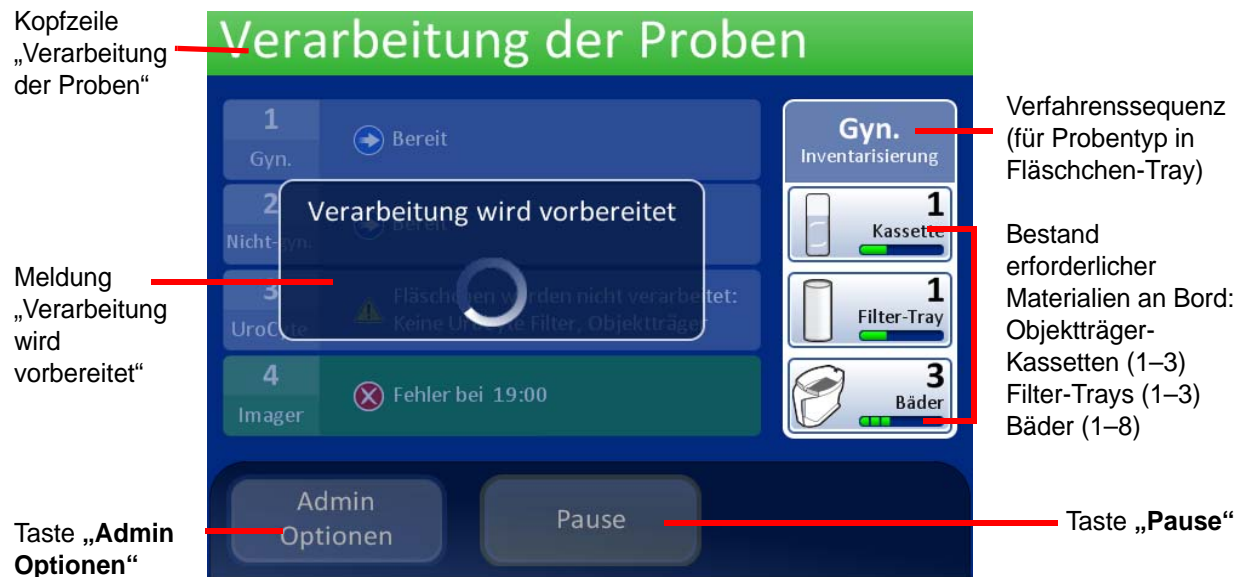 Kopfzeile
„Verarbeitung
der Proben“
Verarbeitung der Proben
1
Gyn.
Bereit
2
Nicht-gyn.
Bereit
3
UroCyte
Fläschchen werden nicht verarbeitet:
Keine UroCyte Filter, Objektträger
4
Imager
Fehler bei 19:00
Verarbeitung wird vorbereitet
Meldung
„Verarbeitung
wird
vorbereitet“
Gyn.
Inventarisierung
1
Kassette
1
Filter-Tray
3
Bäder
Verfahrenssequenz
(für Probentyp in
Fläschchen-Tray)
Bestand
erforderlicher
Materialien an Bord:
Objektträger-
Kassetten (1–3)
Filter-Trays (1–3)
Bäder (1–8)
Admin
Optionen
Pause
Taste „Admin
Optionen“
Taste „Pause“